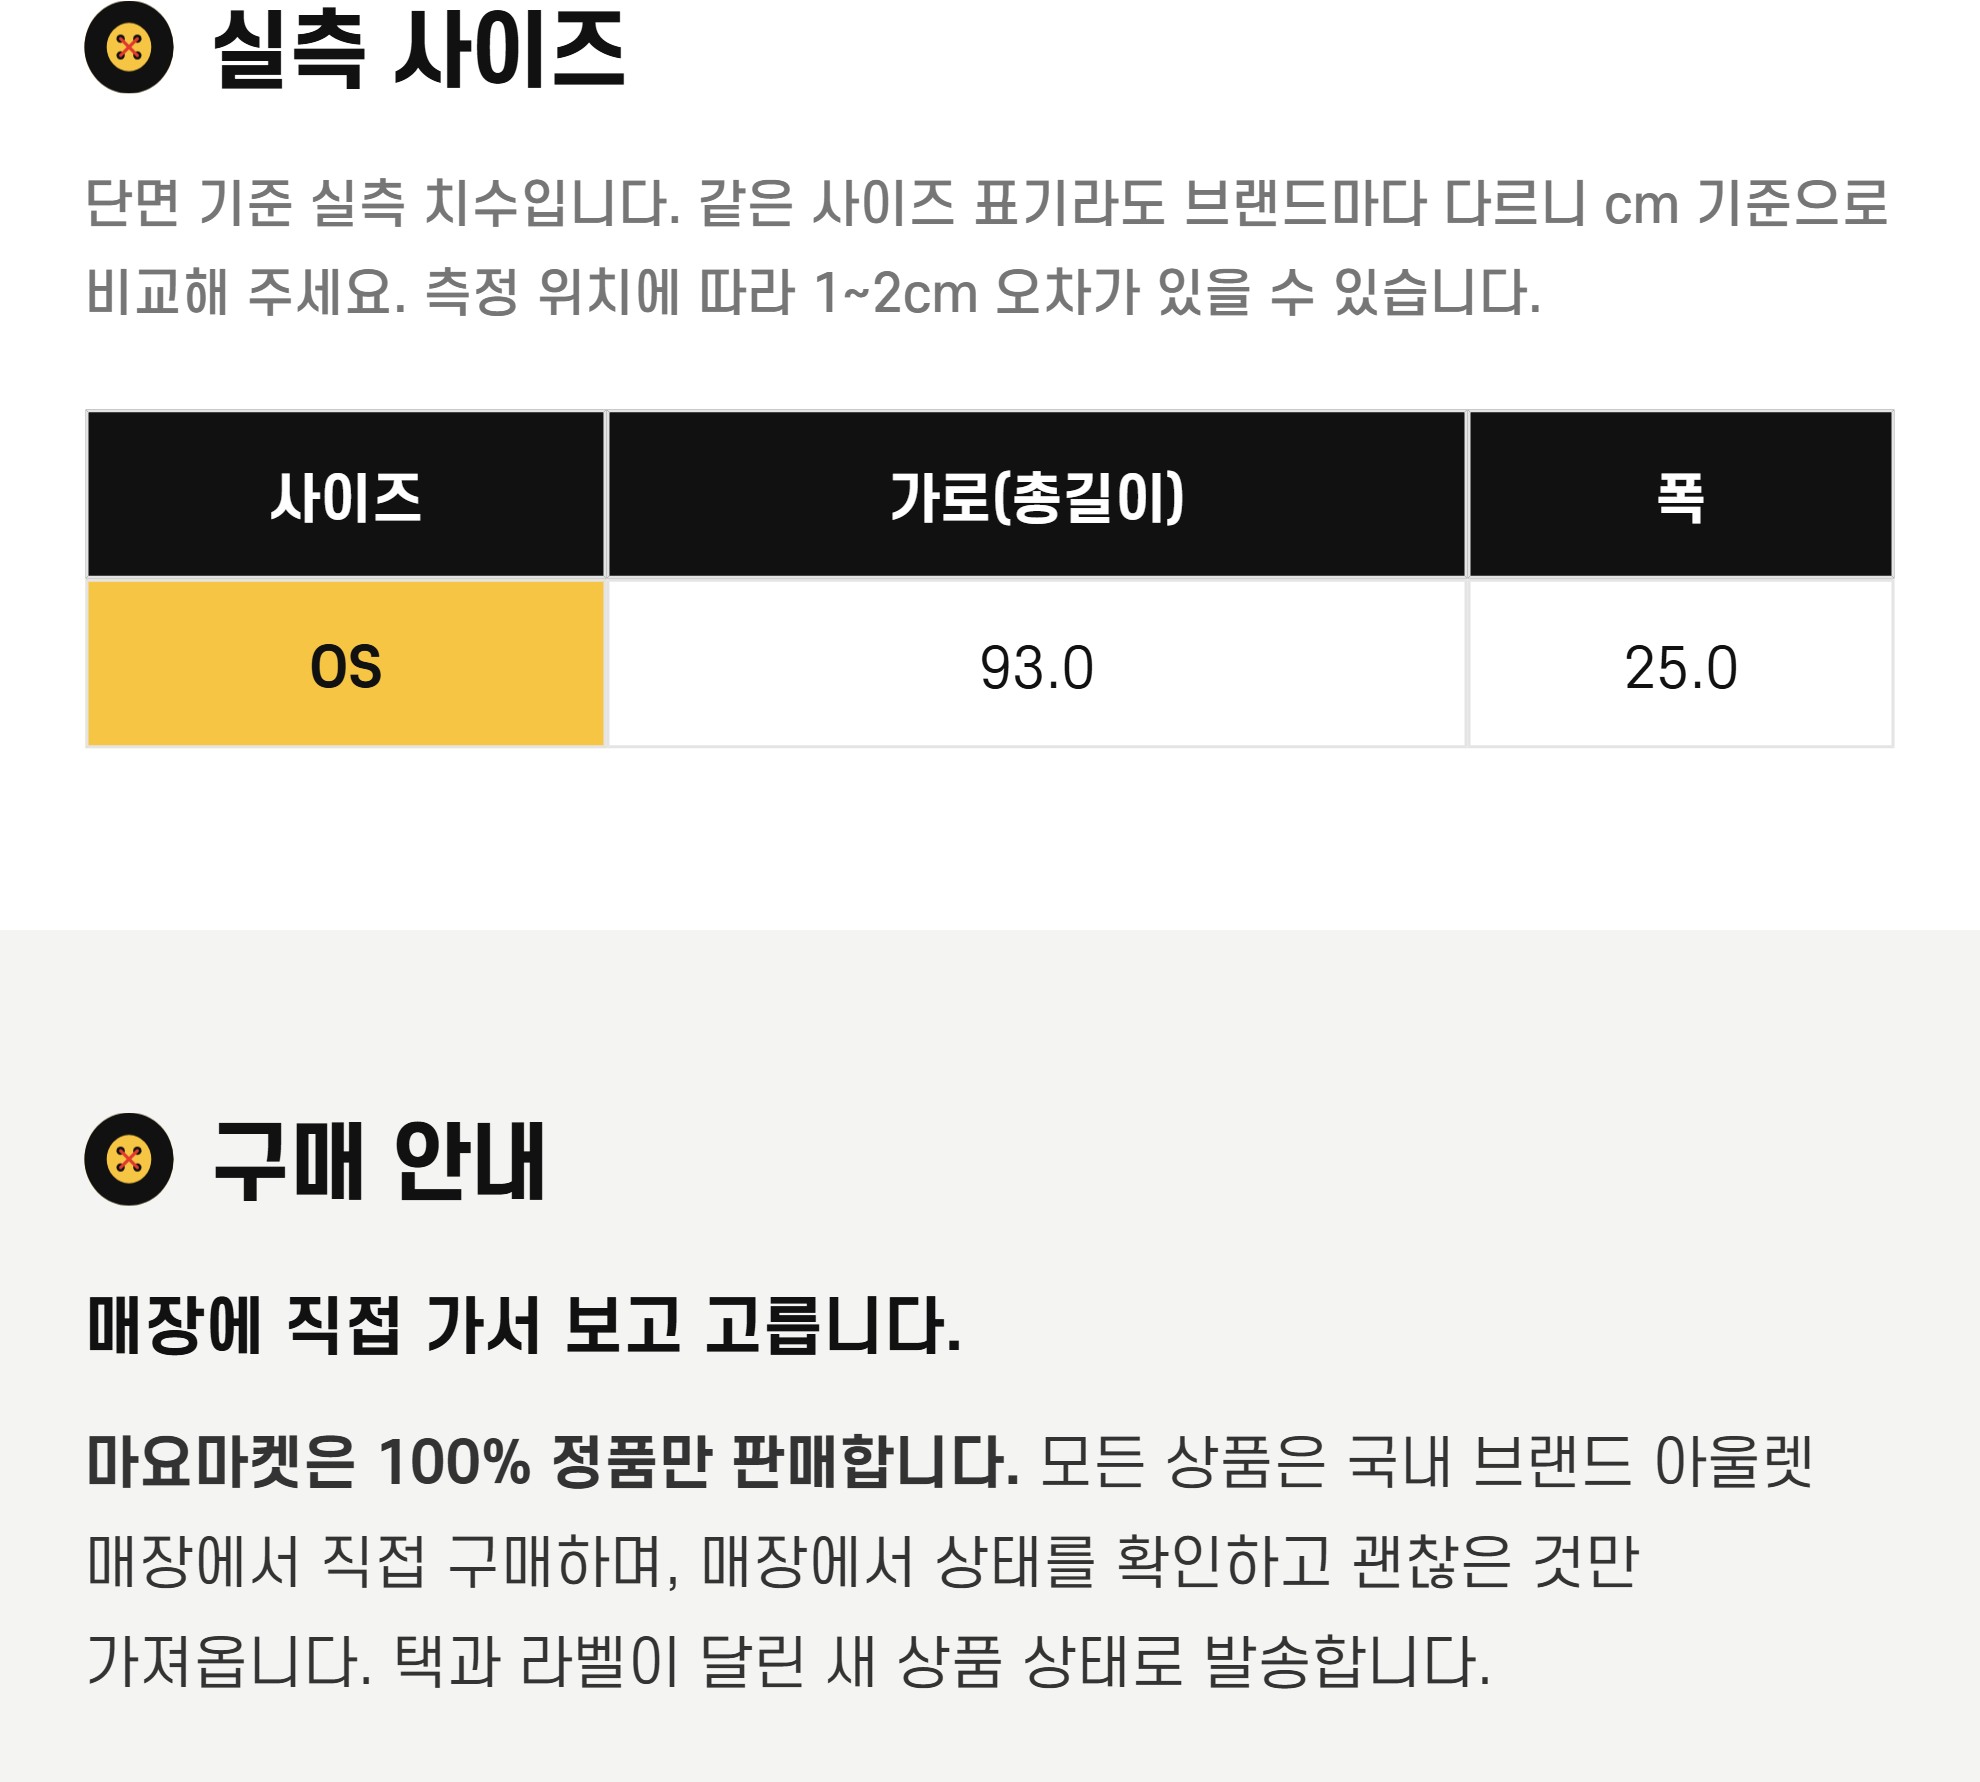 실측 사이즈
단면 기준 실측 치수입니다. 같은 사이즈 표기라도 브랜드마다 다르니 cm 기준으로
비교해 주세요. 측정 위치에 따라 1~2cm 오차가 있을 수 있습니다.
사이즈 가로(총길이) 폭
OS 93.0 25.0
구매 안내
매장에 직접 가서 보고 고릅니다.
마요마켓은 100% 정품만 판매합니다. 모든 상품은 국내 브랜드 아울렛
매장에서 직접 구매하며, 매장에서 상태를 확인하고 괜찮은 것만
가져옵니다. 택과 라벨이 달린 새 상품 상태로 발송합니다.